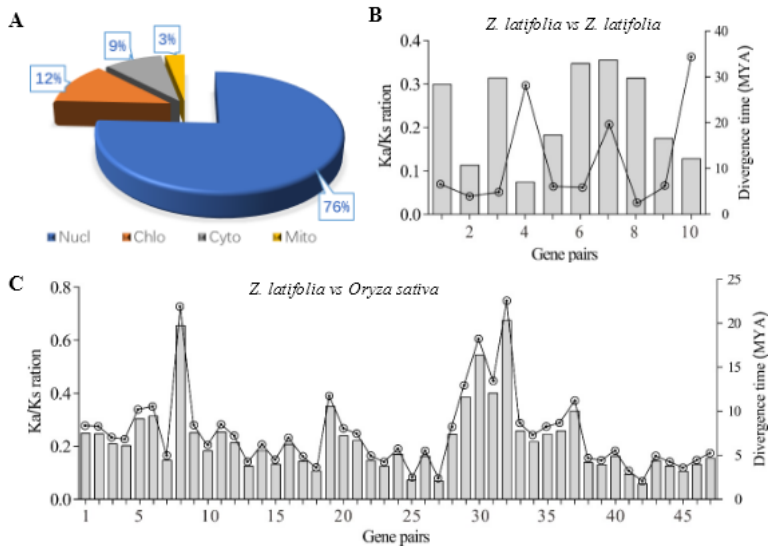 A
3%
9%
12%
76%
Nucl Chlo Cyto Mito
B
Z. latifolia vs Z. latifolia
0.4
0.3
0.2
0.1
0.0
Ka/Ks ration
40
30
20
10
0
Divergence time (MYA)
2 4 6 8 10
Gene pairs
C
Z. latifolia vs Oryza sativa
0.8
0.6
0.4
0.2
0.0
Ka/Ks ration
25
20
15
10
5
0
Divergence time (MYA)
1 5 10 15 20 25 30 35 40 45
Gene pairs